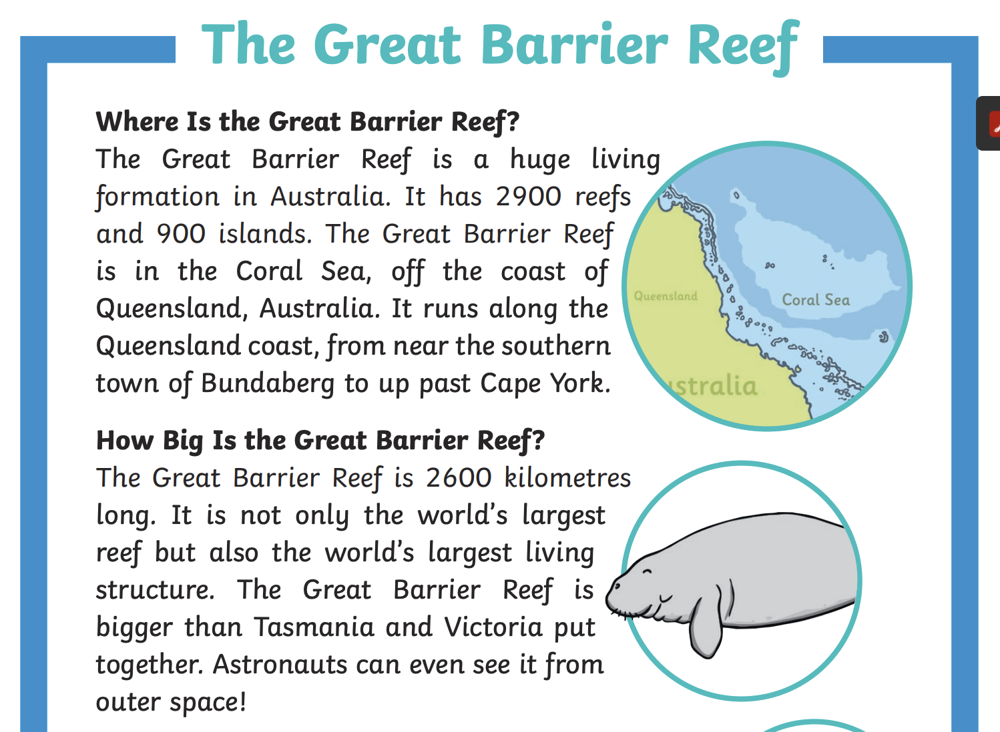 The Great Barrier Reef
Where Is the Great Barrier Reef?
The Great Barrier Reef is a huge living
formation in Australia. It has 2900 reefs
and 900 islands. The Great Barrier Reef
is in the Coral Sea, off the coast of
Queensland, Australia. It runs along the
Queensland coast, from near the southern
town of Bundaberg to up past Cape York.
Queensland
Coral Sea
ustralia
How Big Is the Great Barrier Reef?
The Great Barrier Reef is 2600 kilometres
long. It is not only the world's largest
reef but also the world's largest living
structure. The Great Barrier Reef is
bigger than Tasmania and Victoria put
together. Astronauts can even see it from
outer space!